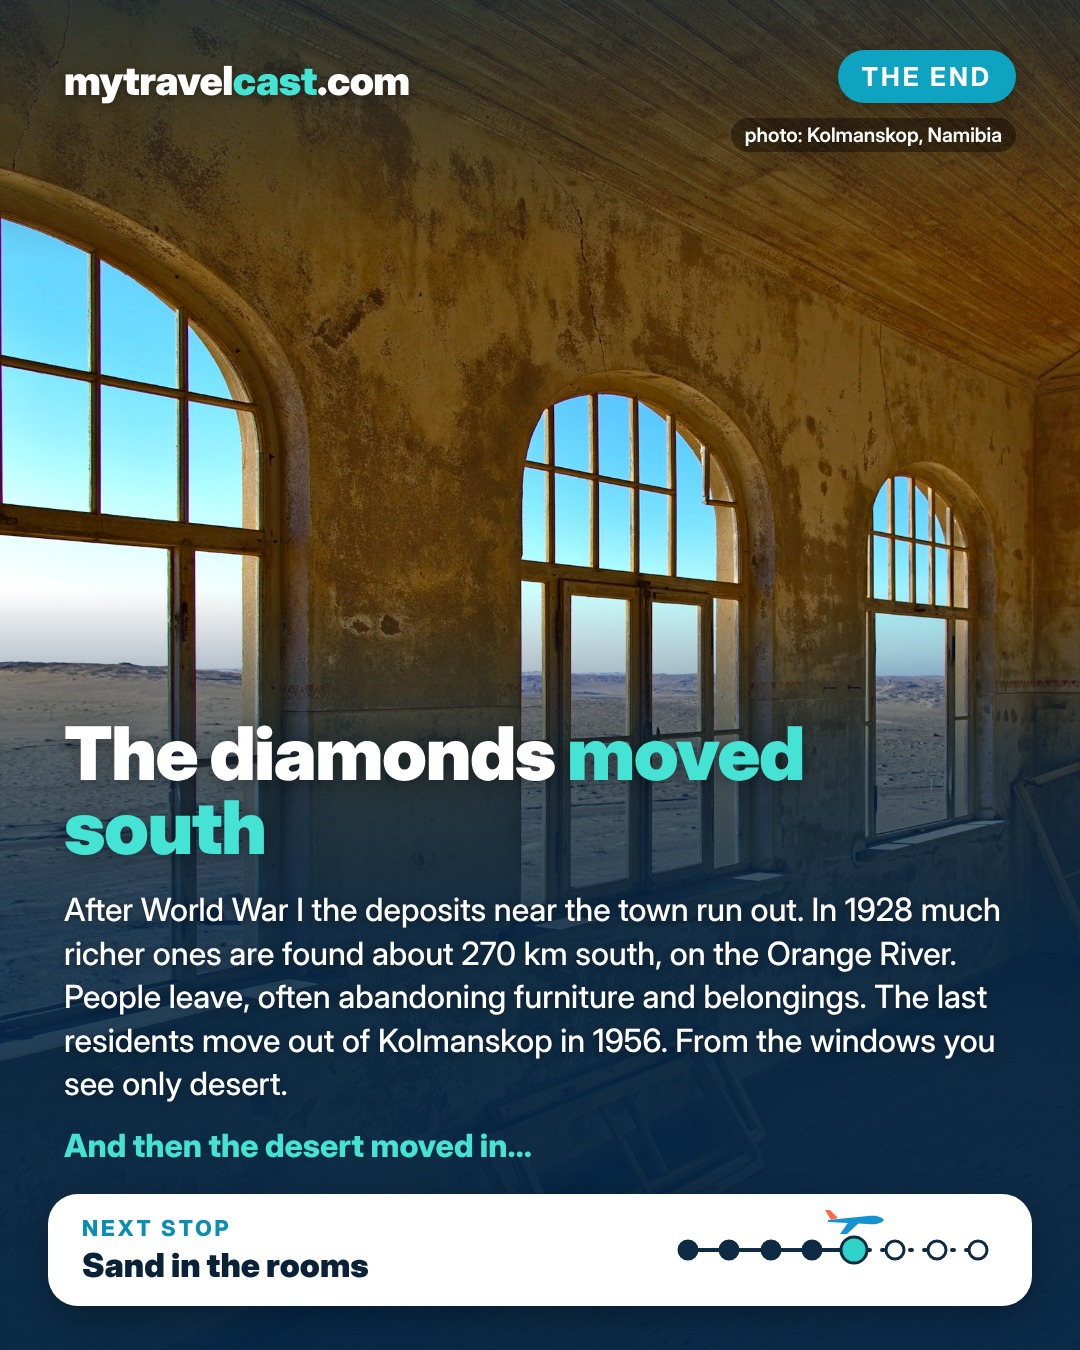 mytravelcast.com
THE END
photo: Kolmanskop, Namibia
The diamonds moved
south
After World War I the deposits near the town run out. In 1928 much
richer ones are found about 270 km south, on the Orange River.
People leave, often abandoning furniture and belongings. The last
residents move out of Kolmanskop in 1956. From the windows you
see only desert.
And then the desert moved in...
NEXT STOP
Sand in the rooms